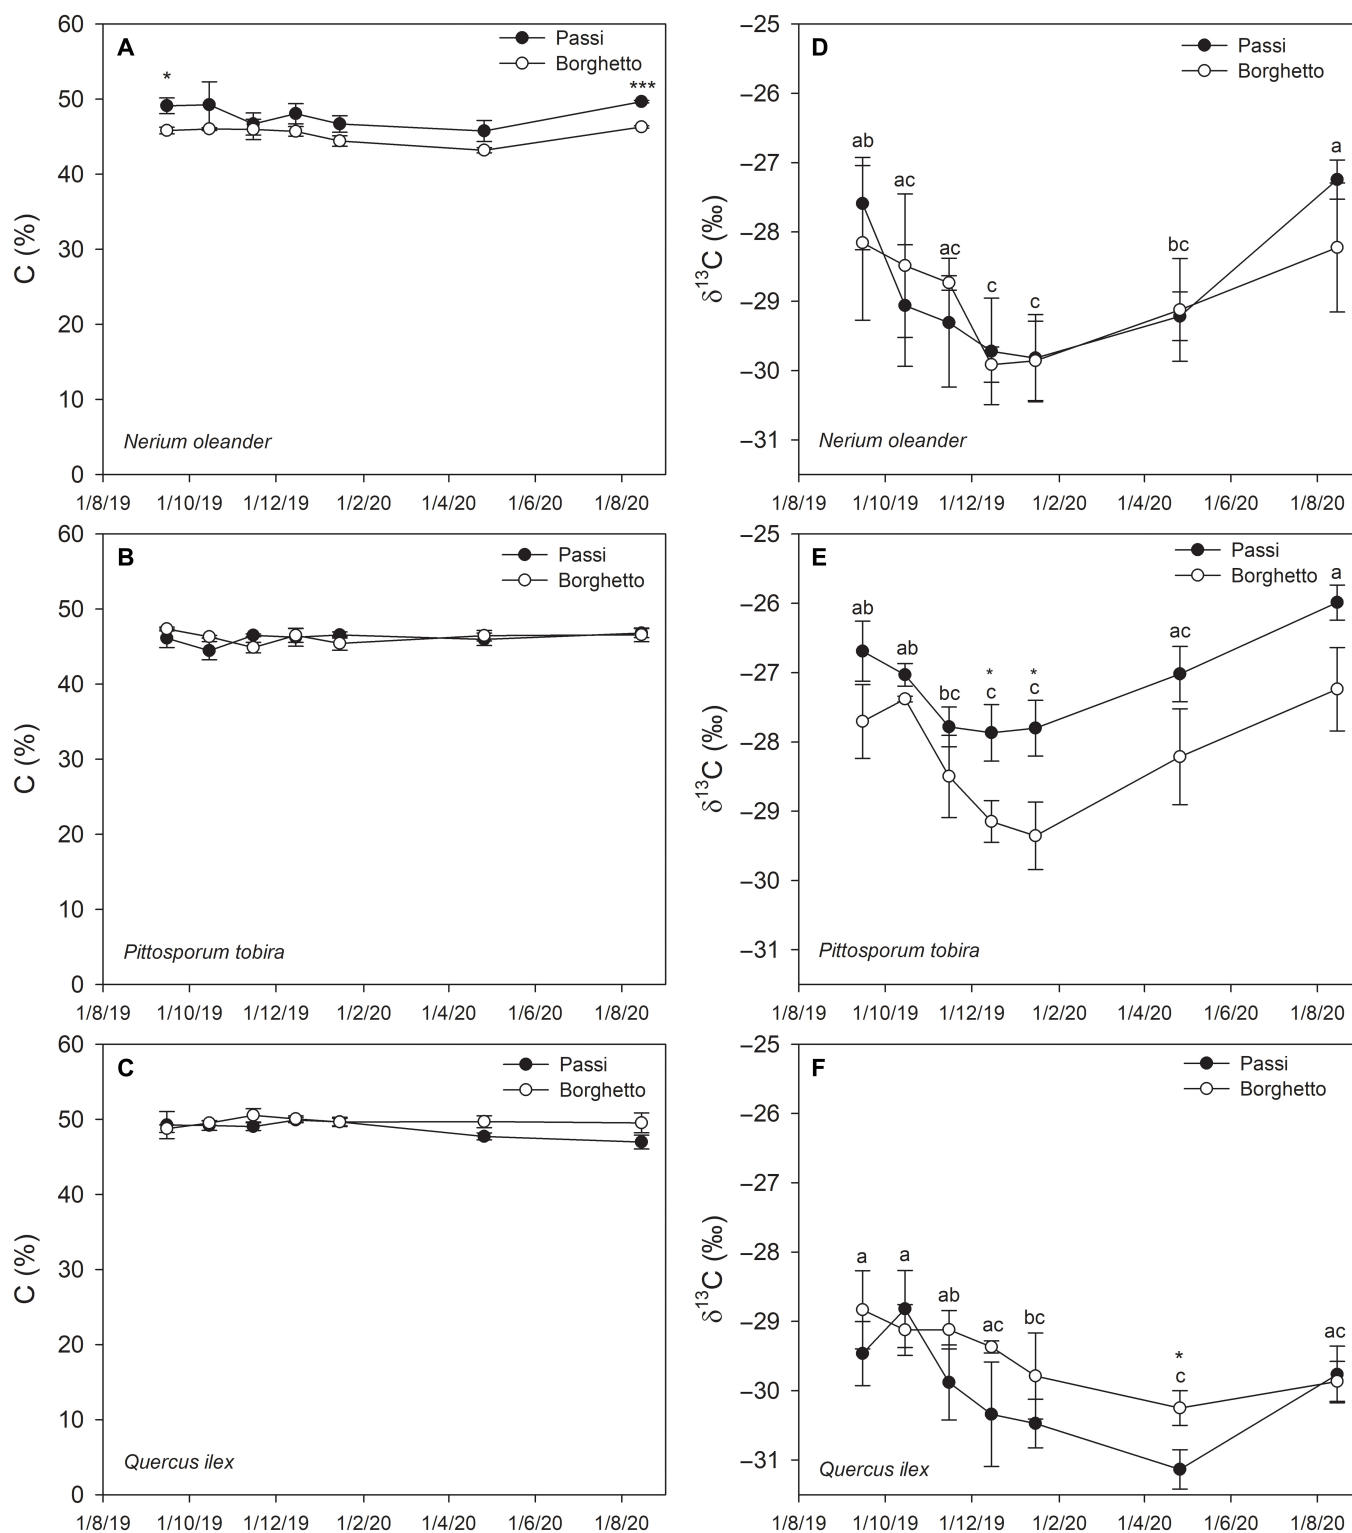 A
Passi
Borghetto
*
***
60
50
40
30
20
10
0
C (%)
Nerium oleander
1/8/19 1/10/19 1/12/19 1/2/20 1/4/20 1/6/20 1/8/20
D
Passi
Borghetto
ab
ac
ac
c
c
bc
a
–25
–26
–27
–28
–29
–30
–31
δ13C (‰)
Nerium oleander
1/8/19 1/10/19 1/12/19 1/2/20 1/4/20 1/6/20 1/8/20
B
Passi
Borghetto
60
50
40
30
20
10
0
C (%)
Pittosporum tobira
1/8/19 1/10/19 1/12/19 1/2/20 1/4/20 1/6/20 1/8/20
E
Passi
Borghetto
ab
ab
bc
*
c
*
c
ac
a
–25
–26
–27
–28
–29
–30
–31
δ13C (‰)
Pittosporum tobira
1/8/19 1/10/19 1/12/19 1/2/20 1/4/20 1/6/20 1/8/20
C
Passi
Borghetto
60
50
40
30
20
10
0
C (%)
Quercus ilex
1/8/19 1/10/19 1/12/19 1/2/20 1/4/20 1/6/20 1/8/20
F
Passi
Borghetto
a
a
ab
ac
bc
*
c
ac
–25
–26
–27
–28
–29
–30
–31
δ13C (‰)
Quercus ilex
1/8/19 1/10/19 1/12/19 1/2/20 1/4/20 1/6/20 1/8/20